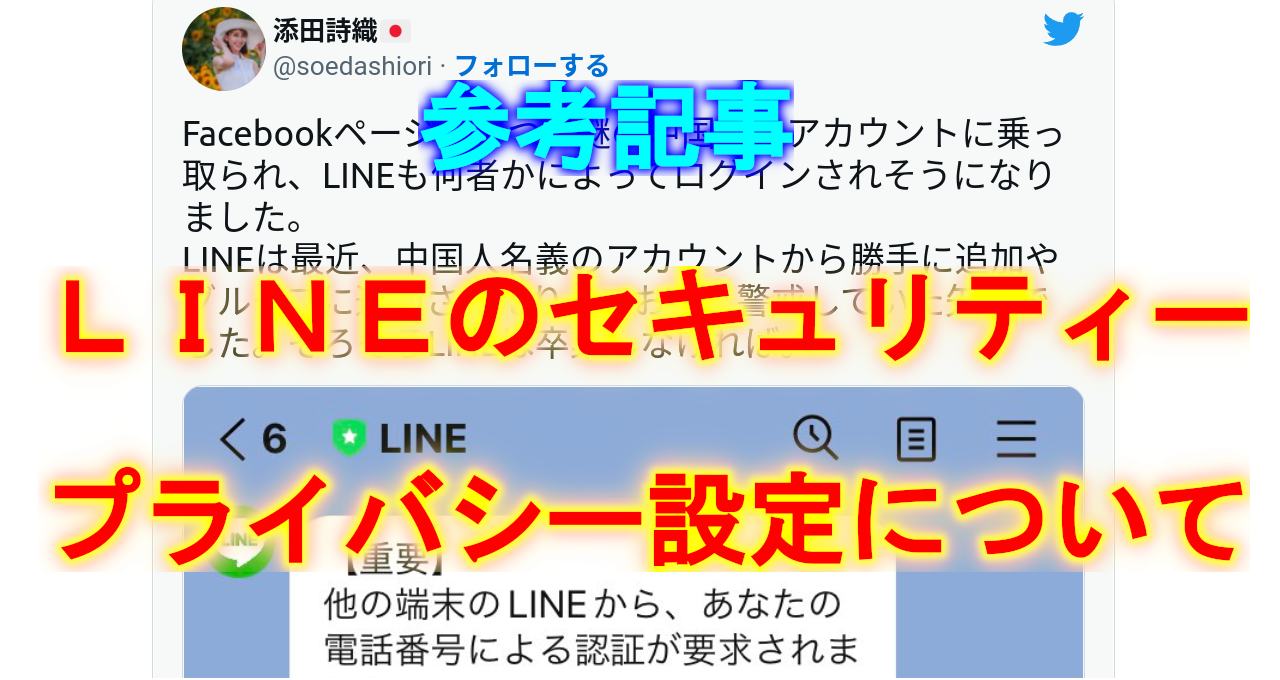 添田詩織🇯🇵
@soedashiori · フォローする
参考記事
Facebookページ アカウントに乗っ
取られ、LINEも何者かによってログインされそうになり
ました。
LINEは最近、中国人名義のアカウントから勝手に追加や
ＬＩＮＥのセキュリティー
6 LINE
プライバシー設定について
LINE
【重要】
他の端末のLINEから、あなたの
電話番号による認証が要求されま